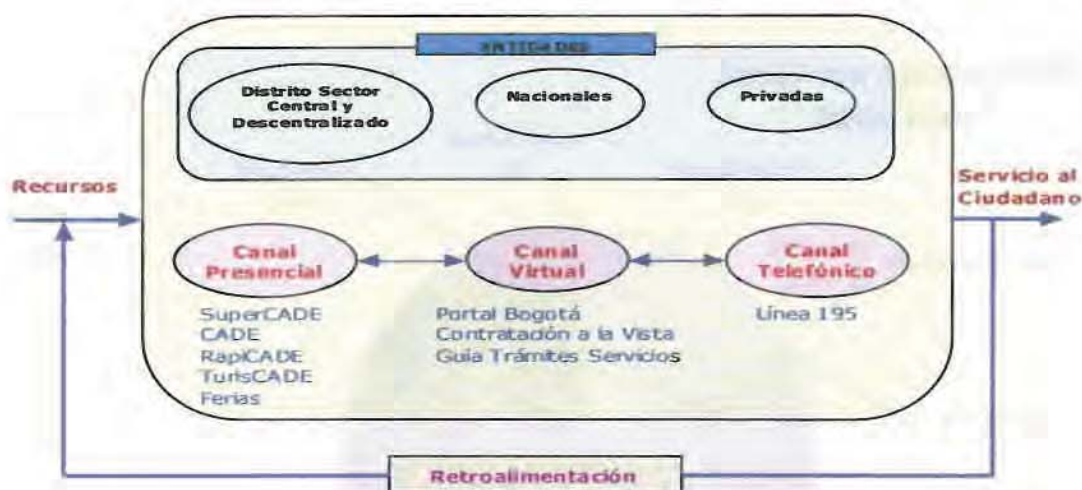 ENTIDADES
Distrito Sector
Central y
Descentralizado
Nacionales
Privadas
Recursos
Servicio al
Ciudadano
Canal
Presencial
Canal
Virtual
Canal
Telefónico
SuperCADE
CADE
RapiCADE
TurisCADE
Ferias
Portal Bogotá
Contratación a la Vista
Guia Trámites Servicios
Línea 195
Retroalimentación